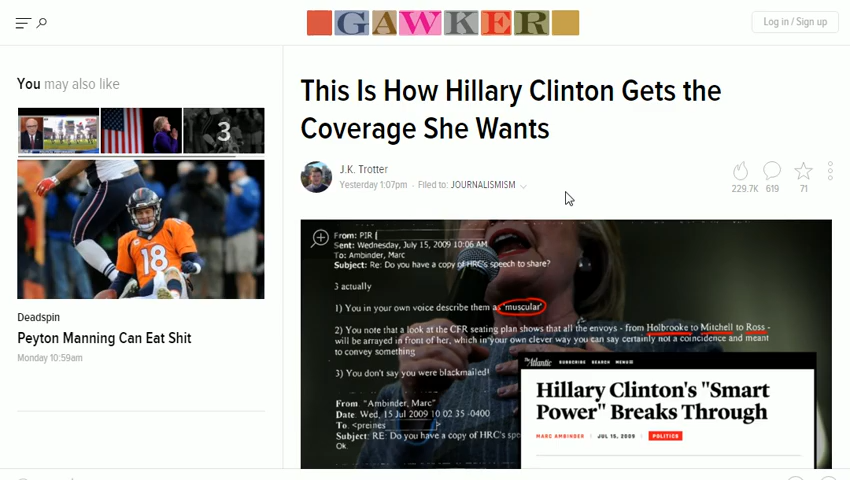 GAWKER
Log in / Sign up
You may also like
3
18
Deadspin
Peyton Manning Can Eat Shit
Monday 10:59am
This Is How Hillary Clinton Gets the
Coverage She Wants
J.K. Trotter
Yesterday 1:07pm · Filed to: JOURNALISMISM
229.7K 619 71
From: PIR [
Sent: Wednesday, July 15, 2009 10:06 AM
To: Ambinder, Marc
Subject: Re: Do you have a copy of HRC's speech to share?
3 actually
1) You in your own voice describe them as "muscular"
2) You note that a look at the CFR seating plan shows that all the envoys - from Holbrooke to Mitchell to Ross -
will be arrayed in front of her, which in your own clever way you can say certainly not a coincidence and meant
to convey something
3) You don't say you were blackmailed!
From. "Ambinder, Marc"
Date. Wed, 15 Jul 2009 10 02 35 -0400
To. <preines >
Subject: RE: Do you have a copy of HRC's spe
Ok.
The Atlantic SUBSCRIBE SEARCH MENU
Hillary Clinton's "Smart
Power" Breaks Through
MARC AMBINDER | JUL 15, 2009 | POLITICS